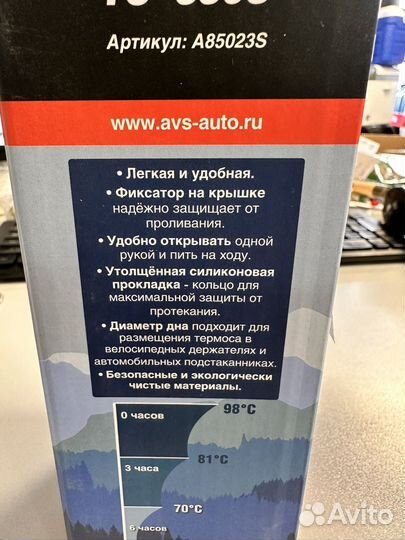 Артикул: A85023S
www.avs-auto.ru
• Легкая и удобная.
• Фиксатор на крышке
надёжно защищает от
проливания.
• Удобно открывать одной
рукой и пить на ходу.
• Утолщённая силиконовая
прокладка - кольцо для
максимальной защиты от
протекания.
• Диаметр дна подходит для
размещения термоса в
велосипедных держателях и
автомобильных подстаканниках.
• Безопасные и экологически
чистые материалы.
0 часов 98°C
3 часа 81°C
70°C
6 часов
Avito